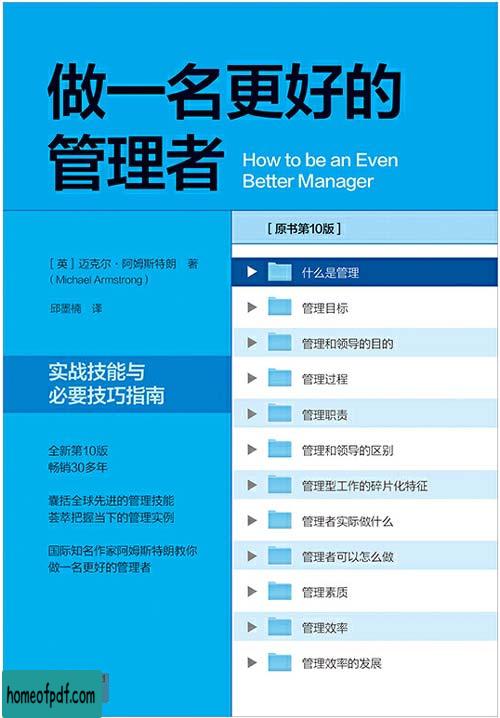 做一名更好的
管理者
How to be an Even
Better Manager
[ 原书第10版 ]
[ 英 ] 迈克尔·阿姆斯特朗 著
( Michael Armstrong )
邱墨楠 译
实战技能与
必要技巧指南
全新第10版
畅销30多年
囊括全球先进的管理技能
荟萃把握当下的管理实例
国际知名作家阿姆斯特朗教你
做一名更好的管理者
什么是管理
管理目标
管理和领导的目的
管理过程
管理职责
管理和领导的区别
管理型工作的碎片化特征
管理者实际做什么
管理者可以怎么做
管理素质
管理效率
管理效率的发展
homeofpdf.com